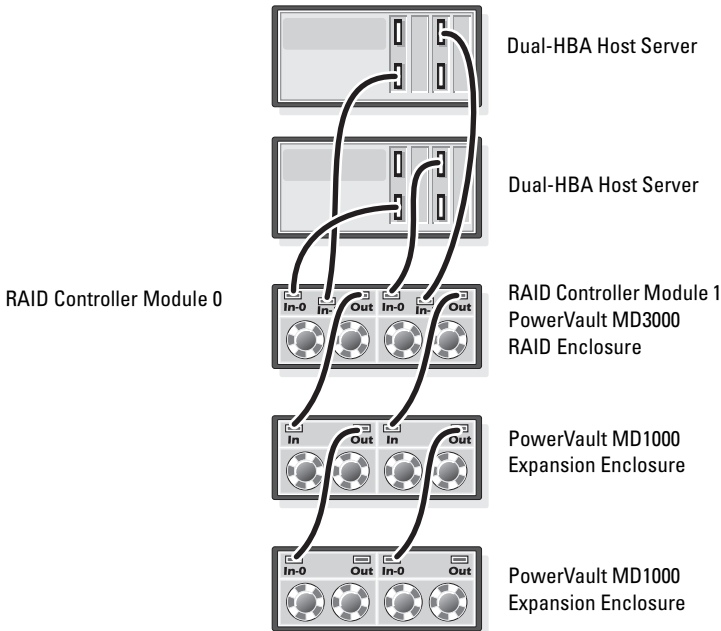 Dual-HBA Host Server
Dual-HBA Host Server
RAID Controller Module 0
In-0 In- Out In-0 In- Out
RAID Controller Module 1
PowerVault MD3000
RAID Enclosure
In Out In Out
PowerVault MD1000
Expansion Enclosure
In-0 Out In-0 Out
PowerVault MD1000
Expansion Enclosure